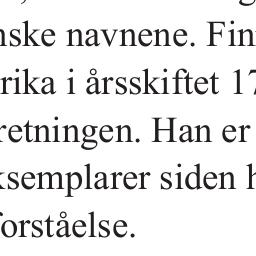 nske navnene. Fin
rika i årsskiftet 17
retningen. Han er
ksemplarer siden h
forståelse.